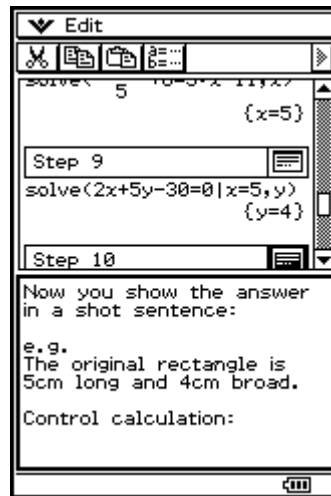 Edit
{x=5}
Step 9
solve(2x+5y-30=0|x=5,y)
{y=4}
Step 10
Now you show the answer
in a shot sentence:
e.g.
The original rectangle is
5cm long and 4cm broad.
Control calculation: